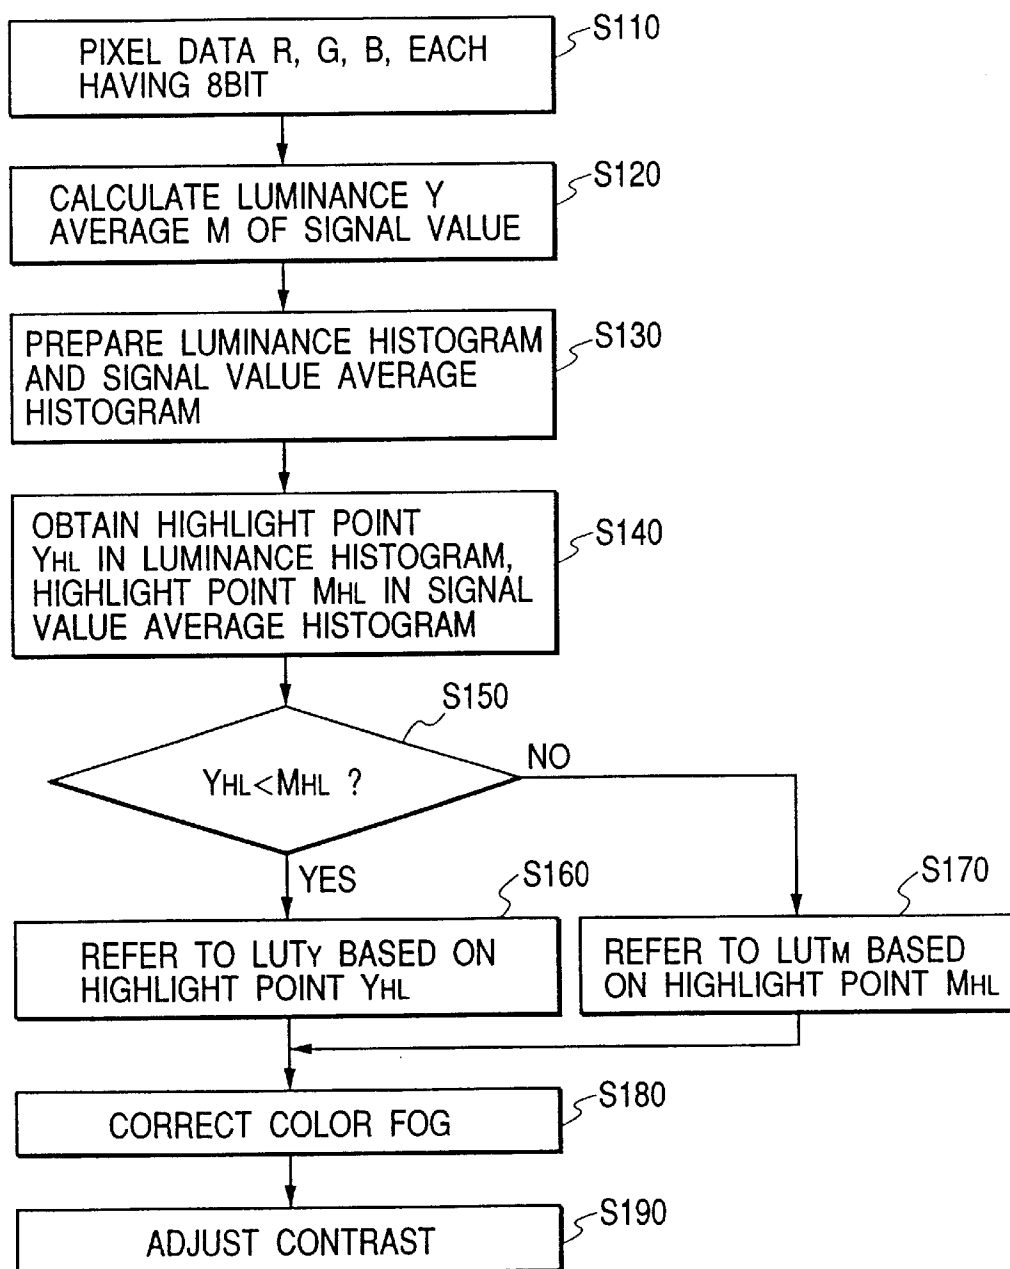 S110
PIXEL DATA R, G, B, EACH
HAVING 8BIT
S120
CALCULATE LUMINANCE Y
AVERAGE M OF SIGNAL VALUE
S130
PREPARE LUMINANCE HISTOGRAM
AND SIGNAL VALUE AVERAGE
HISTOGRAM
S140
OBTAIN HIGHLIGHT POINT
YHL IN LUMINANCE HISTOGRAM,
HIGHLIGHT POINT MHL IN SIGNAL
VALUE AVERAGE HISTOGRAM
S150
YHL<MHL ?
NO
YES
S160
REFER TO LUTY BASED ON
HIGHLIGHT POINT YHL
S170
REFER TO LUTM BASED
ON HIGHLIGHT POINT MHL
S180
CORRECT COLOR FOG
S190
ADJUST CONTRAST